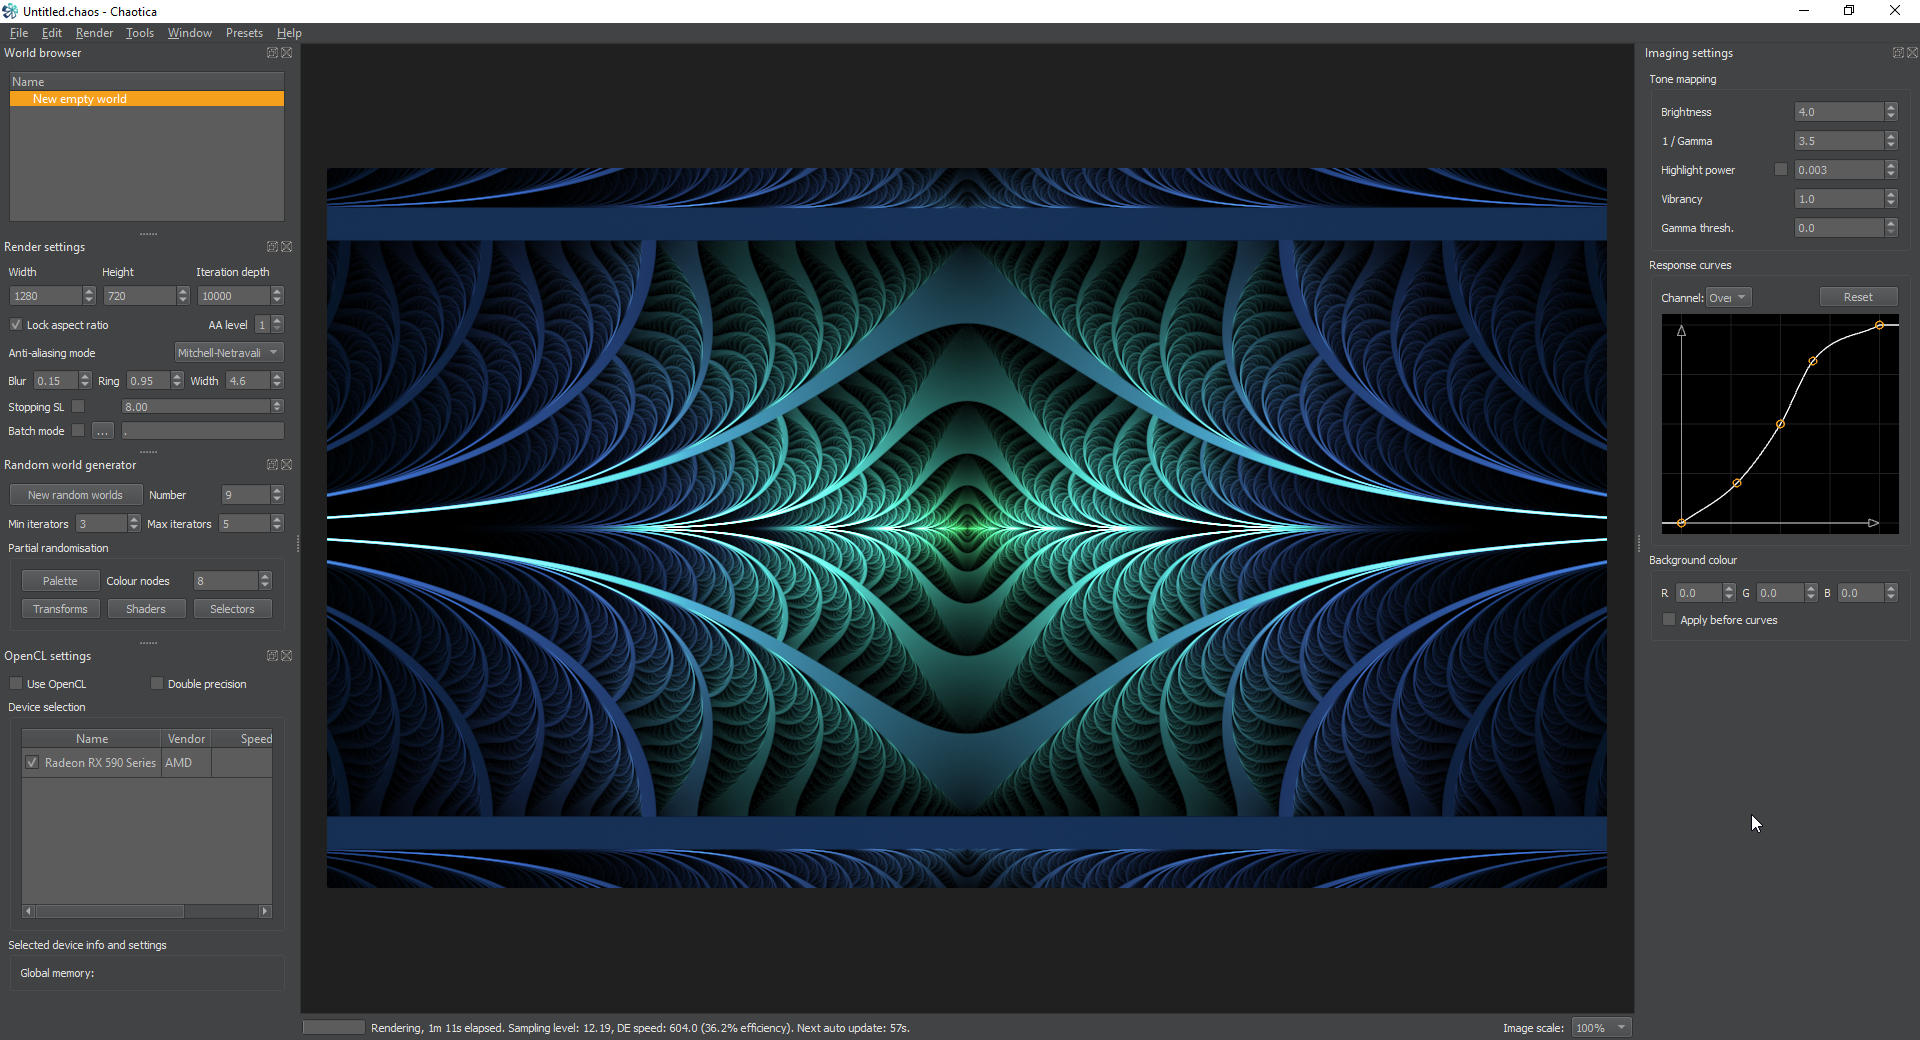 Untitled.chaos - Chaotica
File Edit Render Tools Window Presets Help
World browser
Name
New empty world
Render settings
Width Height Iteration depth
1280 720 10000
Lock aspect ratio AA level 1
Anti-aliasing mode Mitchell-Netravali
Blur 0.15 Ring 0.95 Width 4.6
Stopping SL 8.00
Batch mode ... .
Random world generator
New random worlds Number 9
Min iterators 3 Max iterators 5
Partial randomisation
Palette Colour nodes 8
Transforms Shaders Selectors
OpenCL settings
Use OpenCL Double precision
Device selection
Name Vendor Speed
Radeon RX 590 Series AMD
Selected device info and settings
Global memory:
Rendering, 1m 11s elapsed. Sampling level: 12.19, DE speed: 604.0 (36.2% efficiency). Next auto update: 57s.
Image scale: 100%
Imaging settings
Tone mapping
Brightness 4.0
1 / Gamma 3.5
Highlight power 0.003
Vibrancy 1.0
Gamma thresh. 0.0
Response curves
Channel: Over Reset
Background colour
R 0.0 G 0.0 B 0.0
Apply before curves